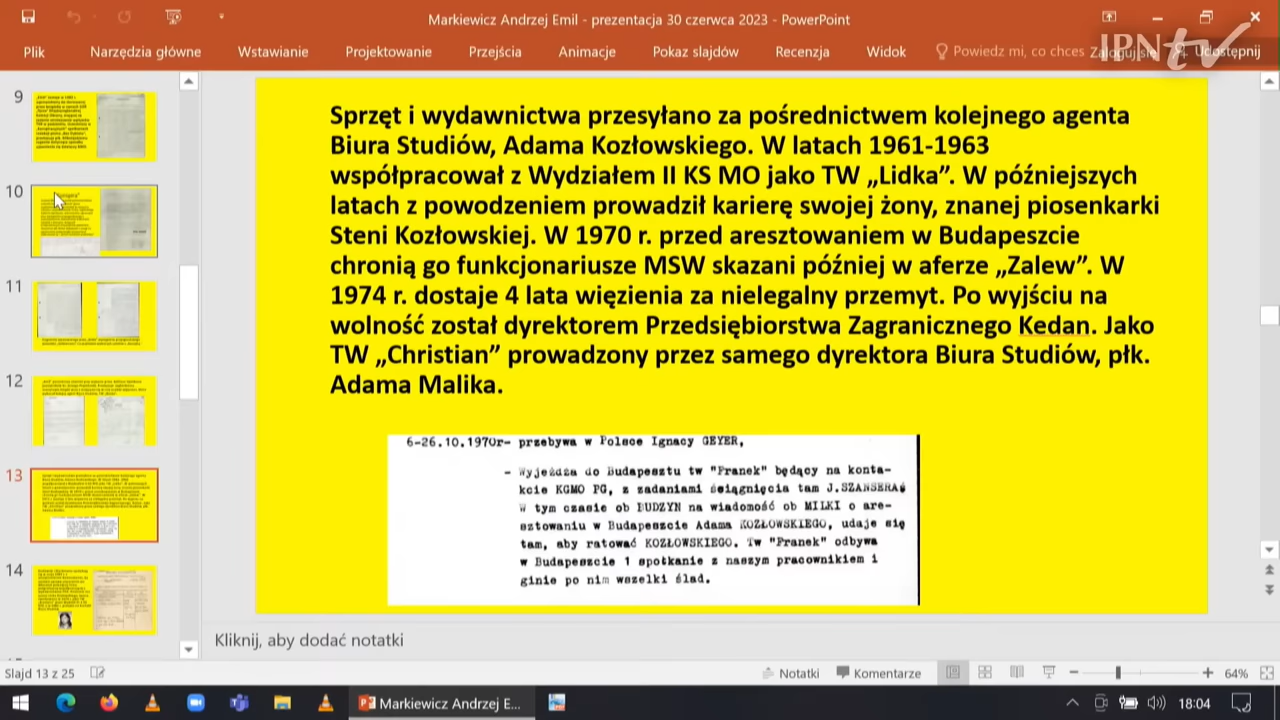 Markiewicz Andrzej Emil - prezentacja 30 czerwca 2023 - PowerPoint
IPNtv
Plik Narzędzia główne Wstawianie Projektowanie Przejścia Animacje Pokaz slajdów Recenzja Widok Powiedz mi, co chces Zaloguj się Udostępnij
9
10
11
12
13
14
Sprzęt i wydawnictwa przesyłano za pośrednictwem kolejnego agenta
Biura Studiów, Adama Kozłowskiego. W latach 1961-1963
współpracował z Wydziałem II KS MO jako TW „Lidka”. W późniejszych
latach z powodzeniem prowadził karierę swojej żony, znanej piosenkarki
Steni Kozłowskiej. W 1970 r. przed aresztowaniem w Budapeszcie
chronią go funkcjonariusze MSW skazani później w aferze „Zalew”. W
1974 r. dostaje 4 lata więzienia za nielegalny przemyt. Po wyjściu na
wolność został dyrektorem Przedsiębiorstwa Zagranicznego Kedan. Jako
TW „Christian” prowadzony przez samego dyrektora Biura Studiów, płk.
Adama Malika.
6-26.10.1970r- przebywa w Polsce Ignacy GEYER,
- Wyjeżdża do Budapesztu tw "Franek" będący na konta-
kcie KWMO PG, z zadaniami ściągnięcia tam J.SZANSERA
w tym czasie ob BUDZYN na wiadomość ob MILKI o are-
sztowaniu w Budapeszcie Adama KOZŁOWSKIEGO, udaje się
tam, aby ratować KOZŁOWSKIEGO. Tw "Franek" odbywa
w Budapeszcie 1 spotkanie z naszym pracownikiem i
ginie po nim wszelki ślad.
Kliknij, aby dodać notatki
Slajd 13 z 25 Notatki Komentarze 64%
Markiewicz Andrzej E... 18:04